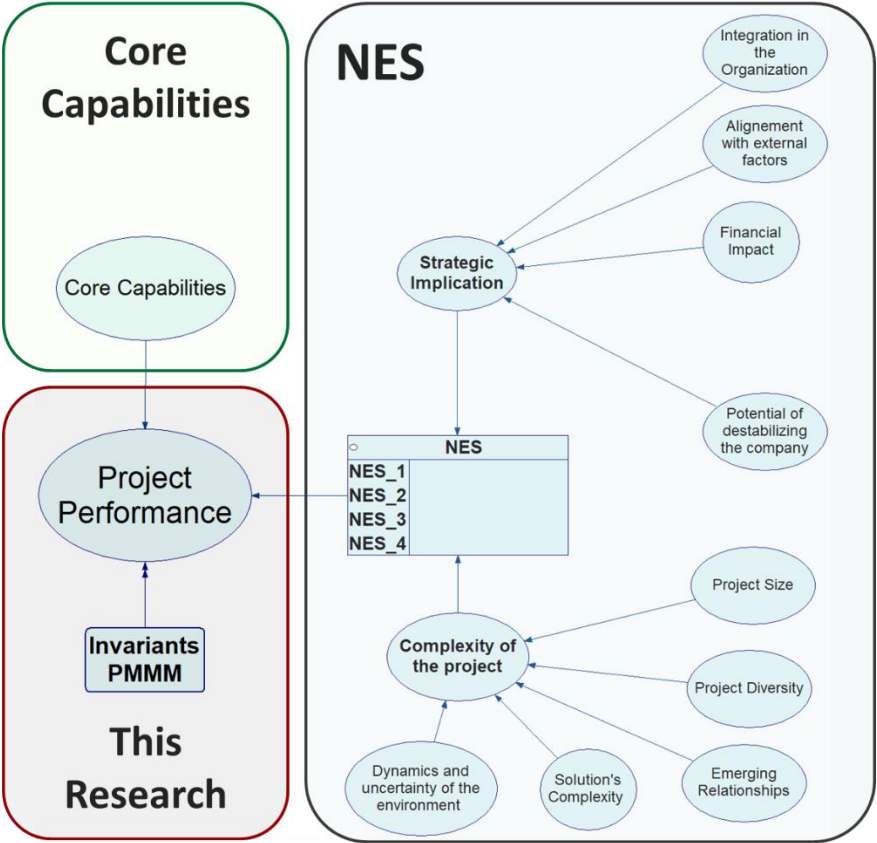 Core
Capabilities
Core Capabilities
Project
Performance
Invariants
PMMM
This
Research
NES
Integration in
the
Organization
Alignement
with external
factors
Financial
Impact
Strategic
Implication
Potential of
destabilizing
the company
NES
NES_1
NES_2
NES_3
NES_4
Project Size
Complexity of
the project
Project Diversity
Dynamics and
uncertainty of the
environment
Solution's
Complexity
Emerging
Relationships